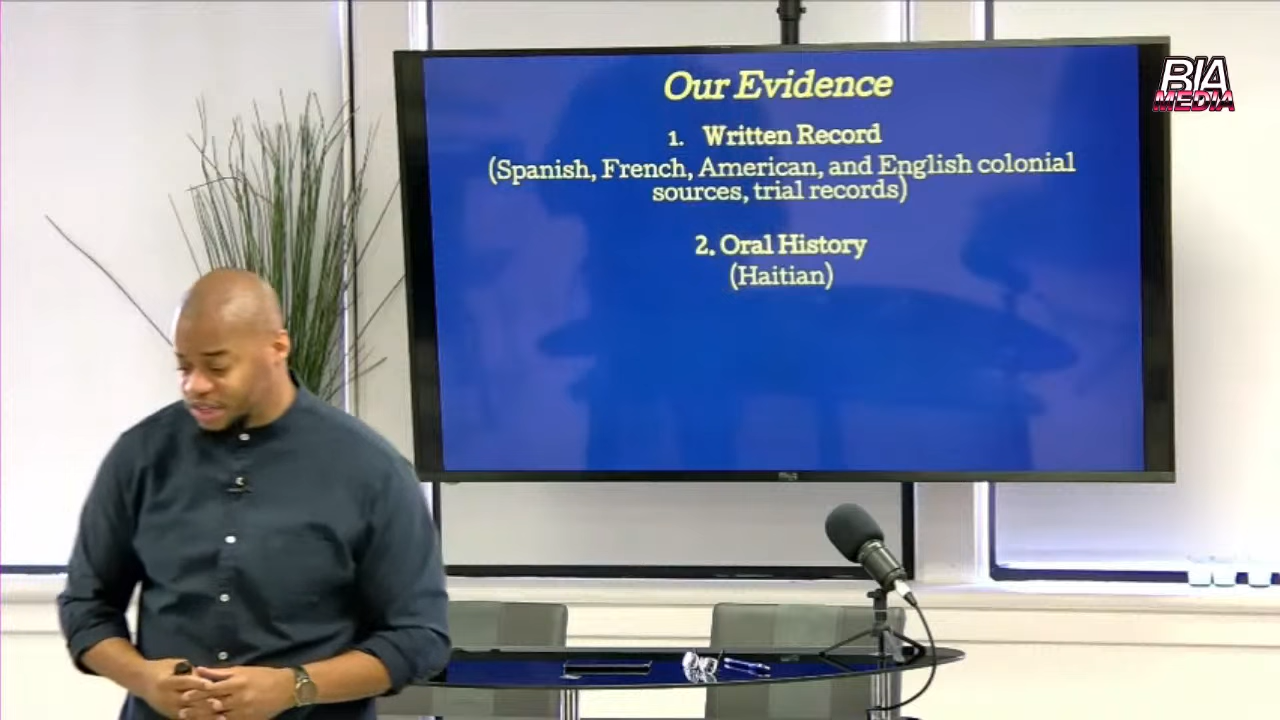 BIA
MEDIA
Our Evidence
1. Written Record
(Spanish, French, American, and English colonial
sources, trial records)
2. Oral History
(Haitian)